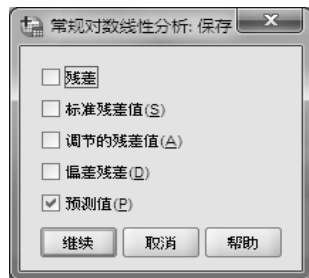 常规对数线性分析: 保存
残差
标准残差值(S)
调节的残差值(A)
偏差残差(D)
预测值(P)
继续 取消 帮助